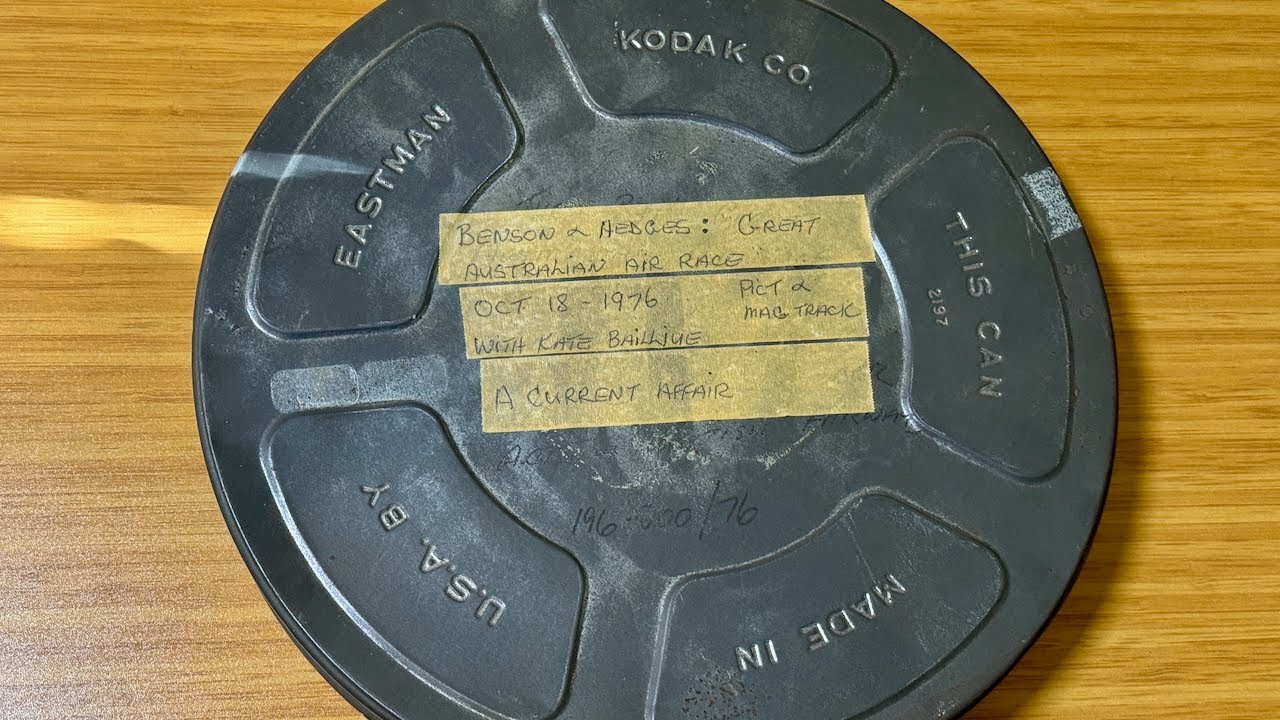 KODAK CO.
EASTMAN
THIS CAN
2197
BENSON & HEDGES: "GREAT
AUSTRALIAN AIR RACE
OCT 18-1976
PICT &
MAG TRACK
WITH KATE BAILLIUE
A CURRENT AFFAIR
196-000/76
U.S.A. BY
MADE IN